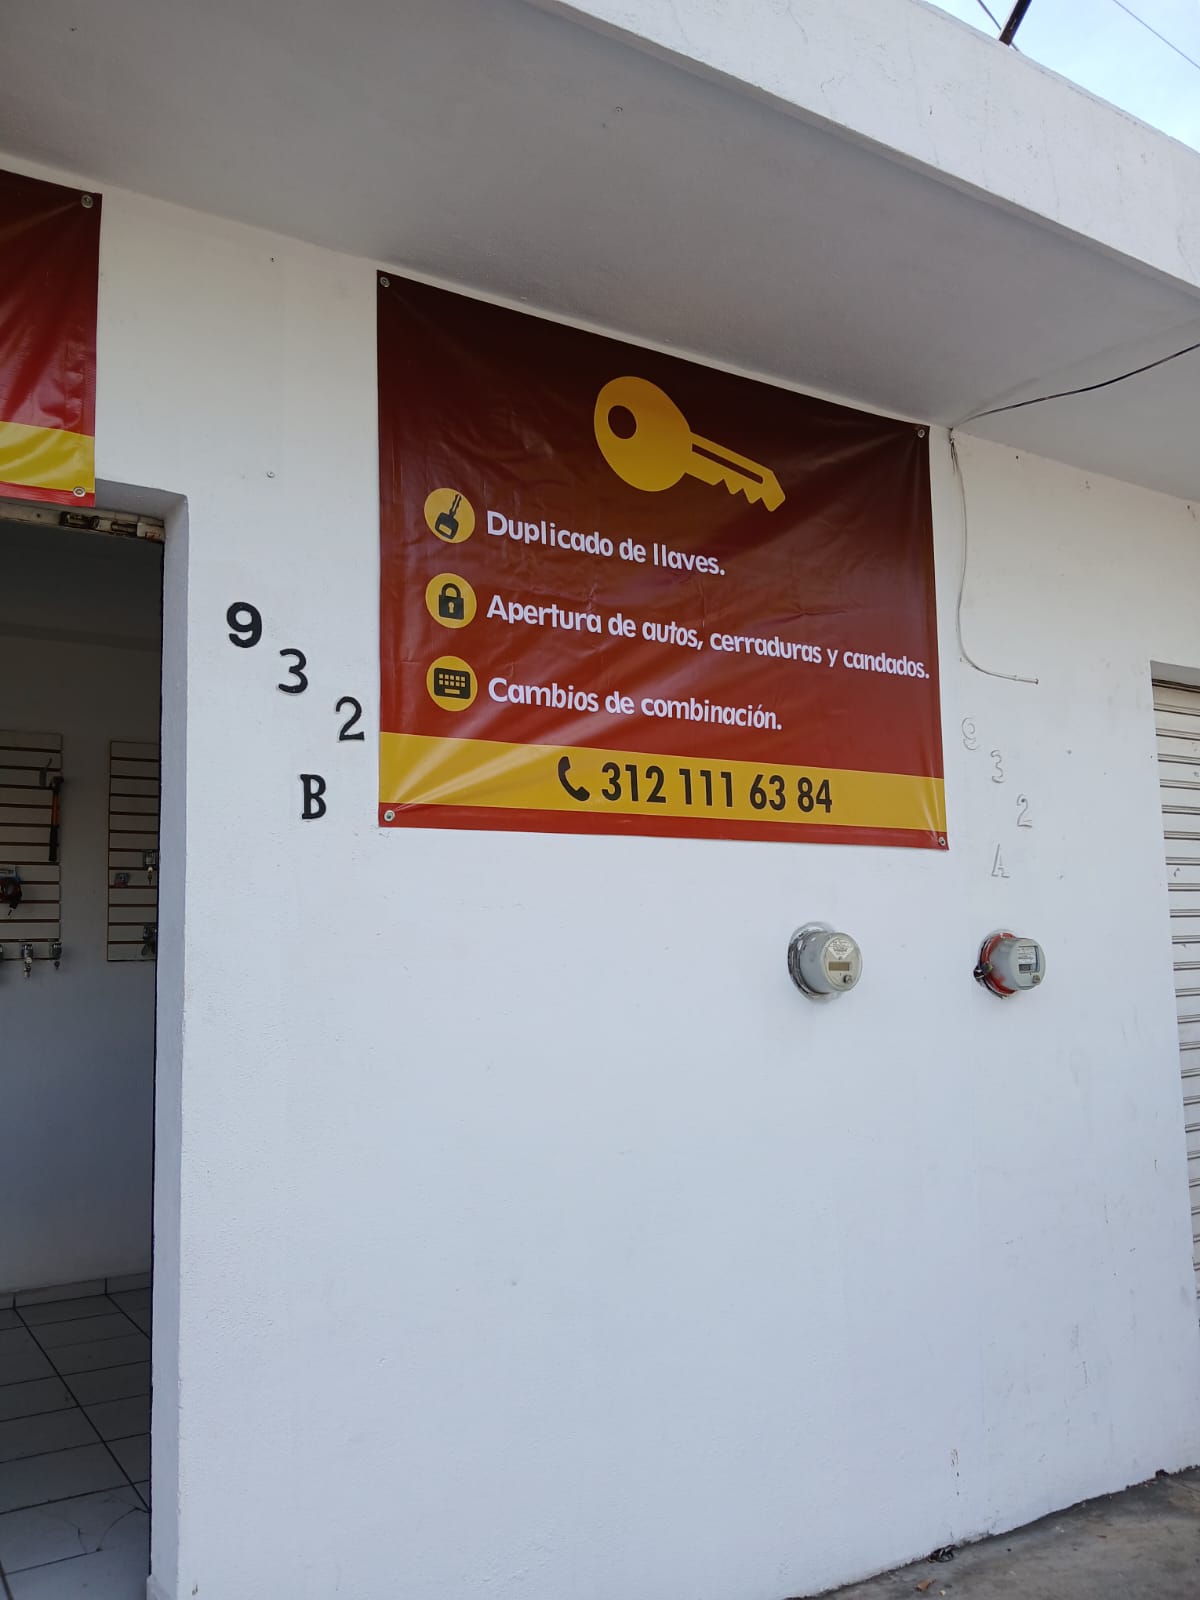 Duplicado de llaves.
Apertura de autos, cerraduras y candados.
Cambios de combinación.
312 111 63 84
9
3
2
B
9
3
2
A